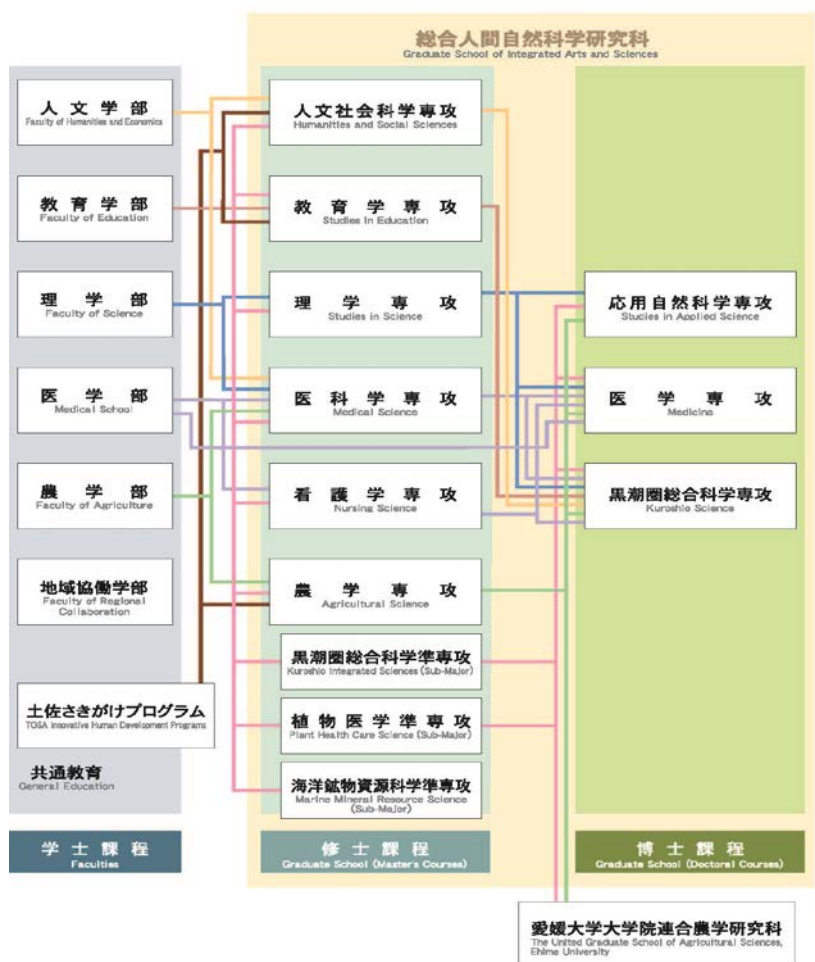 総合人間自然科学研究科
Graduate School of Integrated Arts and Sciences
人文学部
Faculty of Humanities and Economics
教育学部
Faculty of Education
理学部
Faculty of Science
医学部
Medical School
農学部
Faculty of Agriculture
地域協働学部
Faculty of Regional
Collaboration
土佐さきがけプログラム
TOSA Innovative Human Development Programs
共通教育
General Education
学士課程
Faculties
人文社会科学専攻
Humanities and Social Sciences
教育学専攻
Studies in Education
理学専攻
Studies in Science
医科学専攻
Medical Science
看護学専攻
Nursing Science
農学専攻
Agricultural Science
黒潮圏総合科学準専攻
Kuroshio Integrated Sciences (Sub-Major)
植物医学準専攻
Plant Health Care Science (Sub-Major)
海洋鉱物資源科学準専攻
Marine Mineral Resource Science
(Sub-Major)
修士課程
Graduate School (Master's Courses)
応用自然科学専攻
Studies in Applied Science
医学専攻
Medicine
黒潮圏総合科学専攻
Kuroshio Science
博士課程
Graduate School (Doctoral Courses)
愛媛大学大学院連合農学研究科
The United Graduate School of Agricultural Sciences,
Ehime University